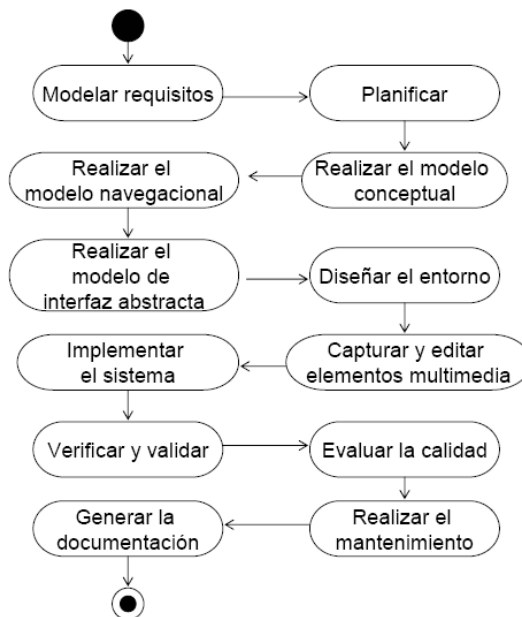 Modelar requisitos
Planificar
Realizar el modelo
conceptual
Realizar el
modelo navegacional
Realizar el
modelo de
interfaz abstracta
Diseñar el entorno
Capturar y editar
elementos multimedia
Implementar
el sistema
Verificar y validar
Evaluar la calidad
Realizar el
mantenimiento
Generar la
documentación